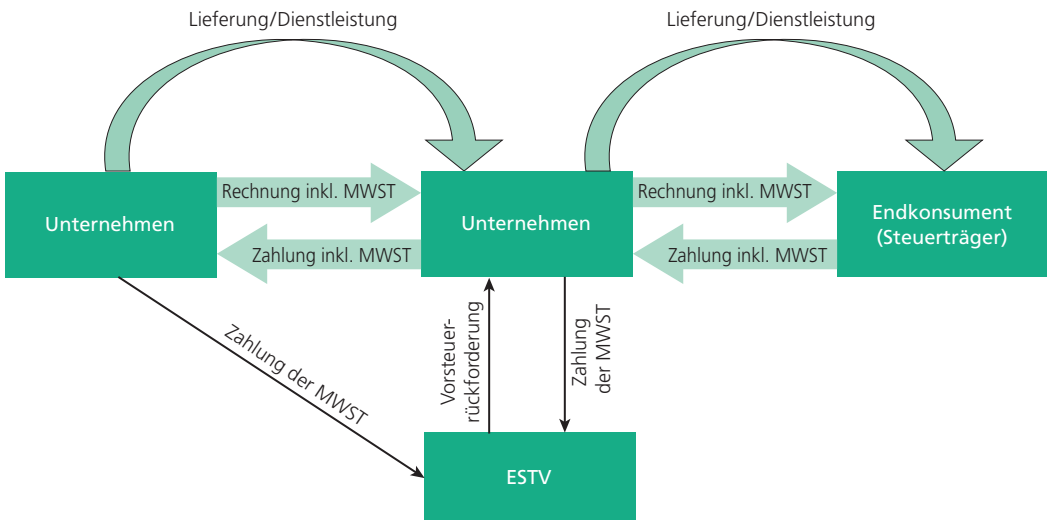 Lieferung/Dienstleistung
Lieferung/Dienstleistung
Unternehmen
Rechnung inkl. MWST
Zahlung inkl. MWST
Unternehmen
Rechnung inkl. MWST
Zahlung inkl. MWST
Endkonsument
(Steuerträger)
Zahlung der MWST
Vorsteuer-
rückforderung
Zahlung
der MWST
ESTV